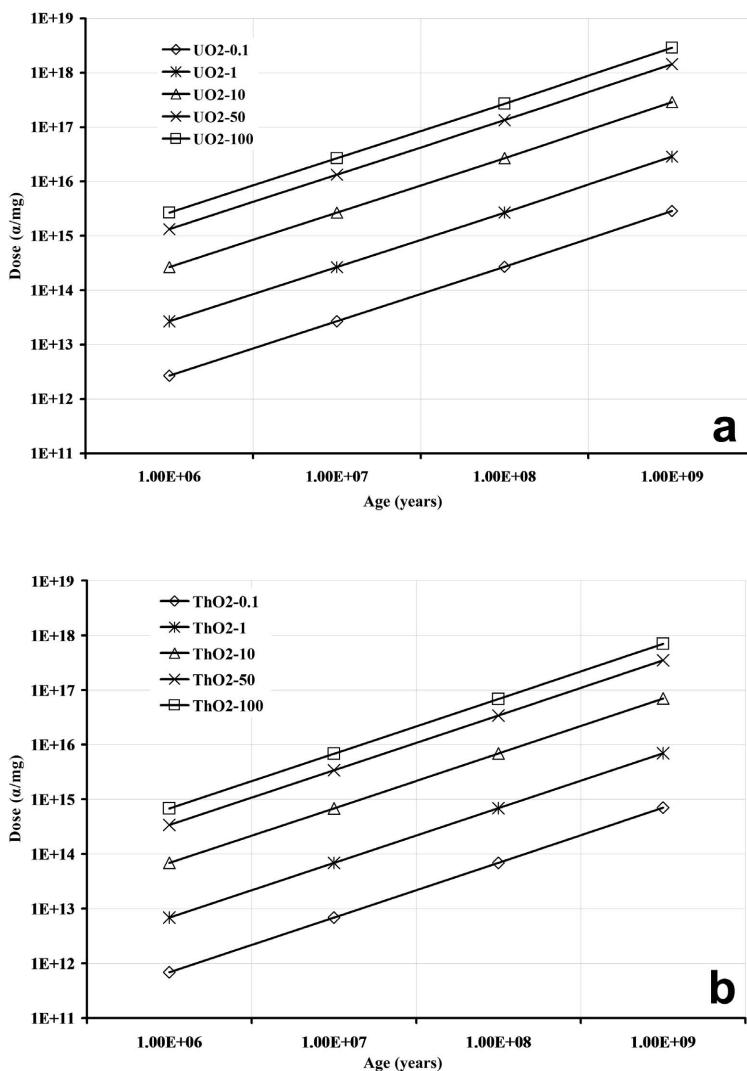 1E+19
1E+18
1E+17
1E+16
1E+15
1E+14
1E+13
1E+12
1E+11
Dose (α/mg)
UO2-0.1
UO2-1
UO2-10
UO2-50
UO2-100
a
1.00E+06 1.00E+07 1.00E+08 1.00E+09
Age (years)
1E+19
1E+18
1E+17
1E+16
1E+15
1E+14
1E+13
1E+12
1E+11
Dose (α/mg)
ThO2-0.1
ThO2-1
ThO2-10
ThO2-50
ThO2-100
b
1.00E+06 1.00E+07 1.00E+08 1.00E+09
Age (years)